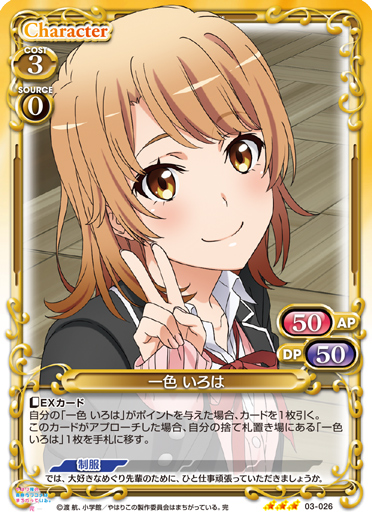 Character
COST
3
SOURCE
0
50 AP
DP 50
一色 いろは
EXカード
自分の「一色 いろは」がポイントを与えた場合、カードを1枚引く。
このカードがアプローチした場合、自分の捨て札置き場にある「一色
いろは」1枚を手札に移す。
制服
では、大好きなめぐり先輩のために、ひと仕事頑張っていただきましょうか。
©渡 航、小学館／やはりこの製作委員会はまちがっている。完
03-026